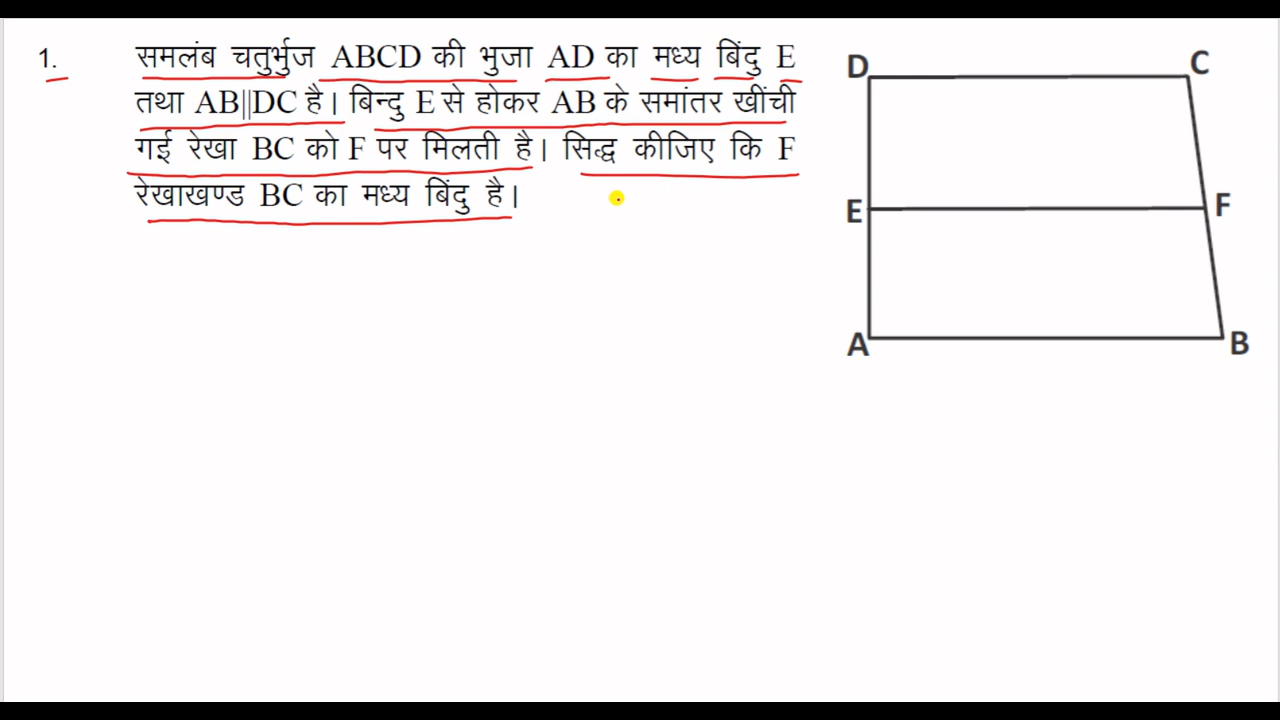 1. समलंब चतुर्भुज ABCD की भुजा AD का मध्य बिंदु E
तथा AB||DC है। बिन्दु E से होकर AB के समांतर खींची
गई रेखा BC को F पर मिलती है। सिद्ध कीजिए कि F
रेखाखण्ड BC का मध्य बिंदु है।
D C
E F
A B